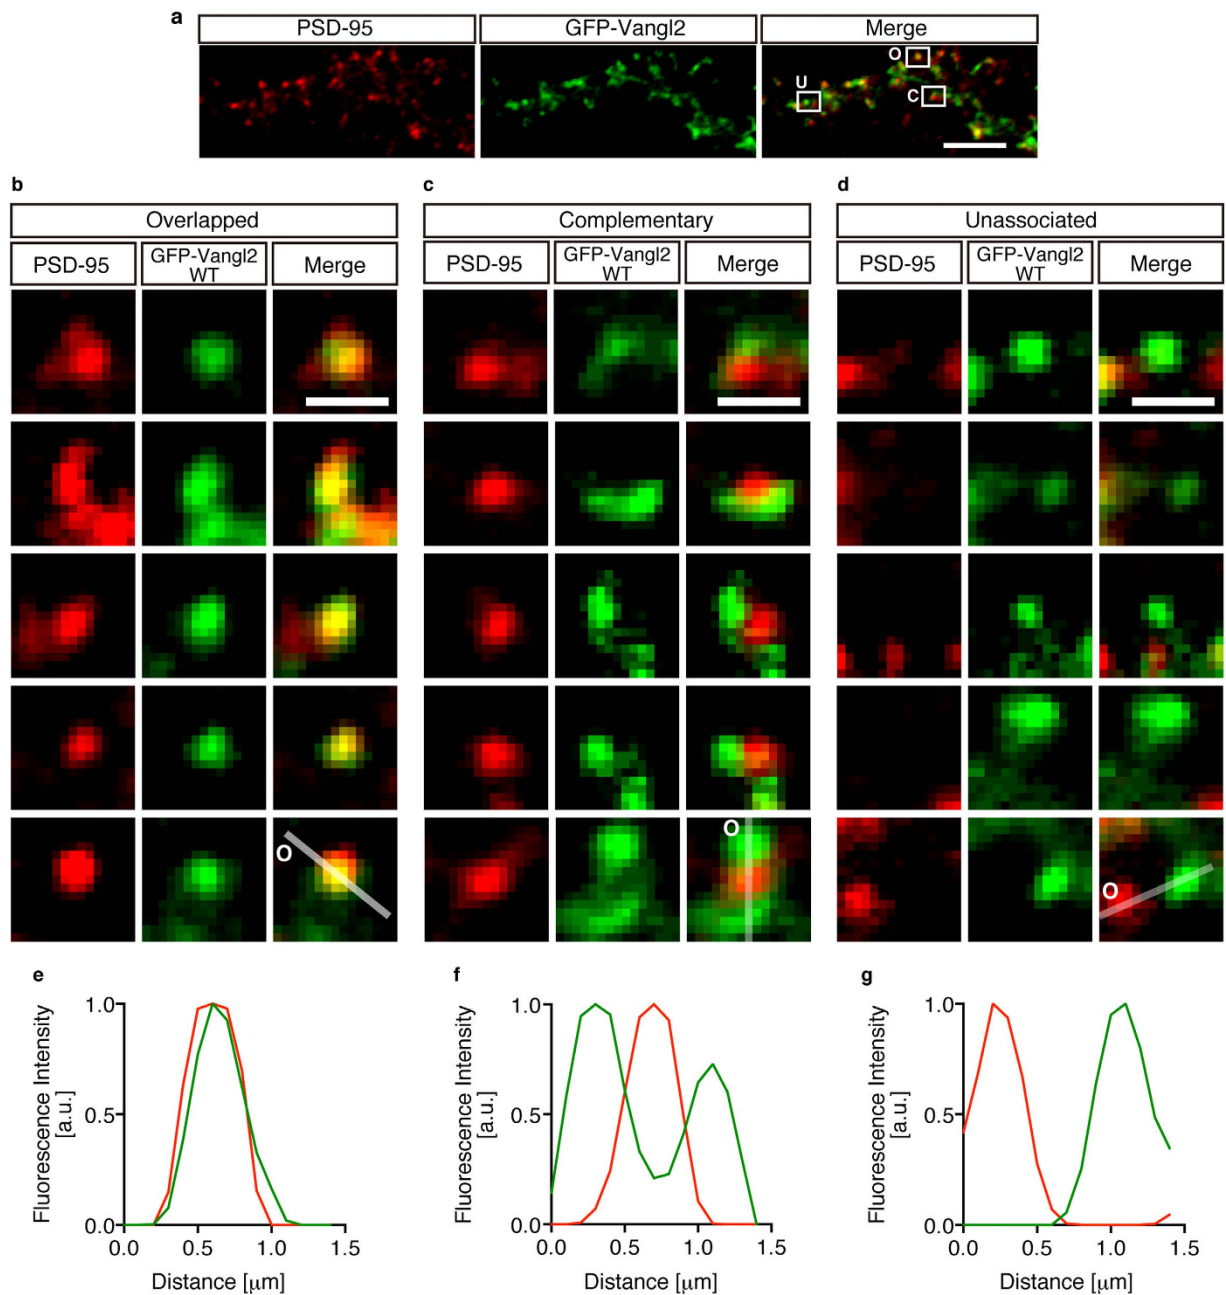 a
PSD-95 GFP-Vangl2 Merge
O
U
C
b c d
Overlapped Complementary Unassociated
PSD-95 GFP-Vangl2 WT Merge PSD-95 GFP-Vangl2 WT Merge PSD-95 GFP-Vangl2 WT Merge
O O O
e
Fluorescence Intensity
[a.u.]
1.0
0.5
0.0
0.0 0.5 1.0 1.5
Distance [μm]
f
Fluorescence Intensity
[a.u.]
1.0
0.5
0.0
0.0 0.5 1.0 1.5
Distance [μm]
g
Fluorescence Intensity
[a.u.]
1.0
0.5
0.0
0.0 0.5 1.0 1.5
Distance [μm]